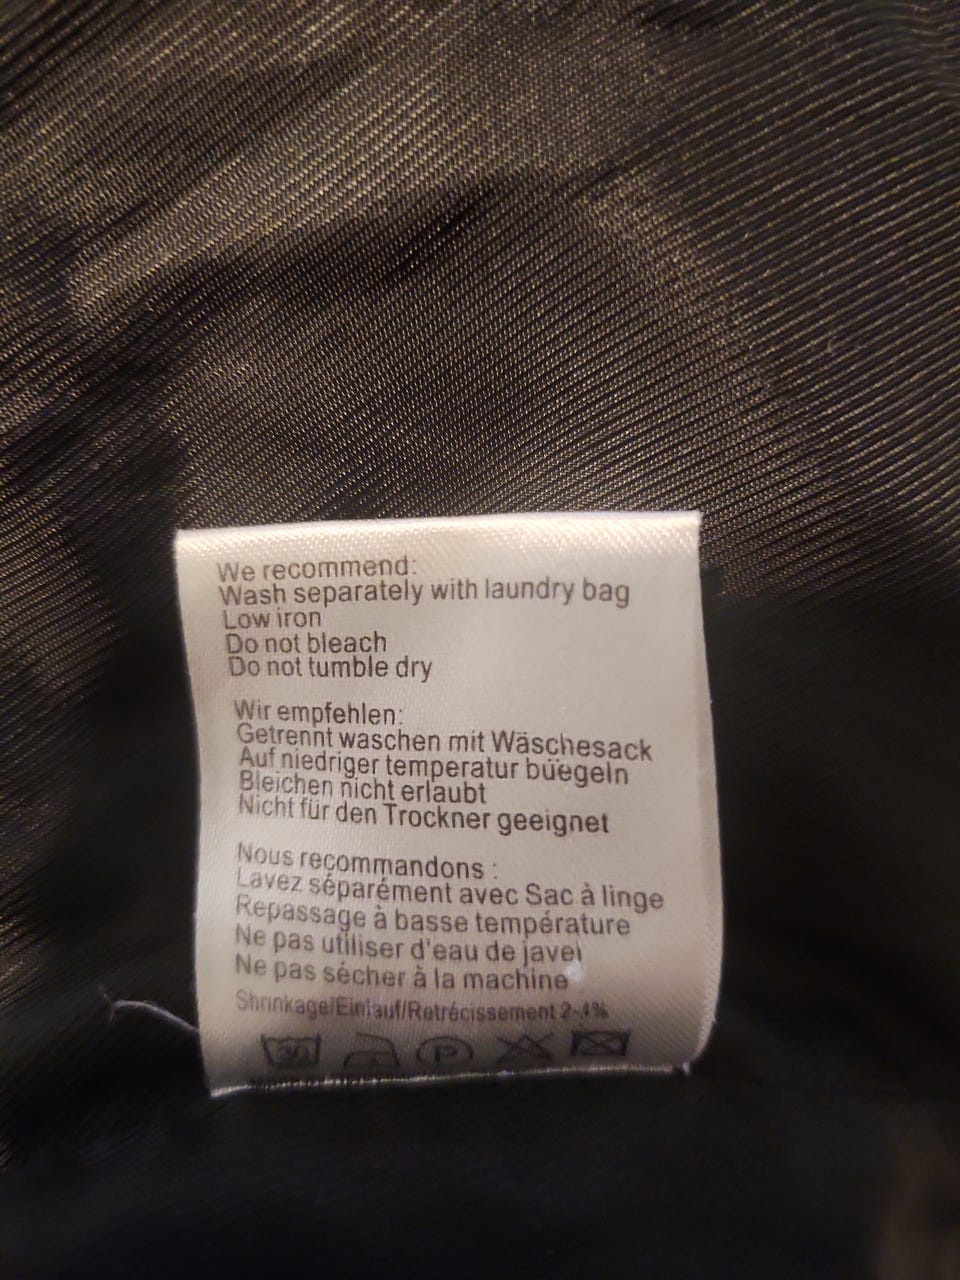 We recommend:
Wash separately with laundry bag
Low iron
Do not bleach
Do not tumble dry
Wir empfehlen:
Getrennt waschen mit Wäschesack
Auf niedriger temperatur büegeln
Bleichen nicht erlaubt
Nicht für den Trockner geeignet
Nous recommandons :
Lavez séparément avec Sac à linge
Repassage à basse température
Ne pas utiliser d'eau de javel
Ne pas sécher à la machine
Shrinkage/Einlauf/Retrécissement 2-4%
30 P